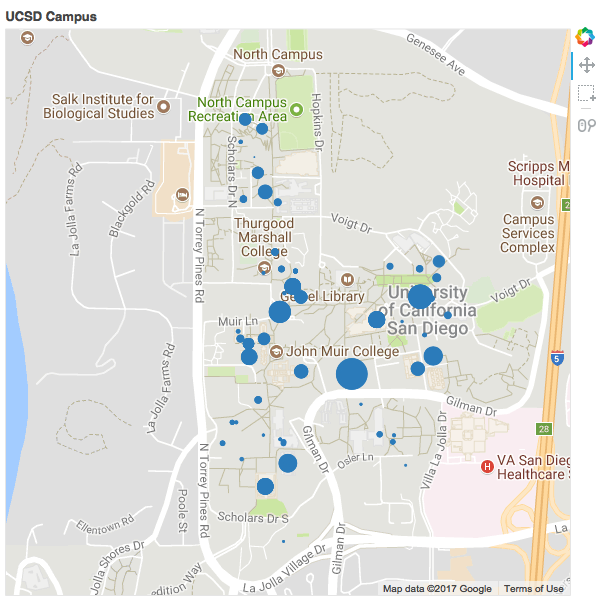 UCSD Campus
Genesee Ave
North Campus
Salk Institute for
Biological Studies
North Campus
Recreation Area
Hopkins Dr
Scholars Dr N
La Jolla Farms Rd
Blackgold Rd
Scripps M
Hospital
Campus
Services
Complex
N Torrey Pines Rd
Thurgood
Marshall
College
Voigt Dr
Voigt Dr
Library
University
of California
San Diego
Muir Ln
John Muir College
La Jolla Farms Rd
5
Gilman Dr
Gilman Dr
28
Villa La Jolla Dr
Osler Ln
N Torrey Pines Rd
H
VA San Dieg
Healthcare
Poole St
Ellentown Rd
Scholars Dr S
Gilman Dr
La
La Jolla Shores Dr
La Jolla Village Dr
edition Way
Map data ©2017 Google
Terms of Use